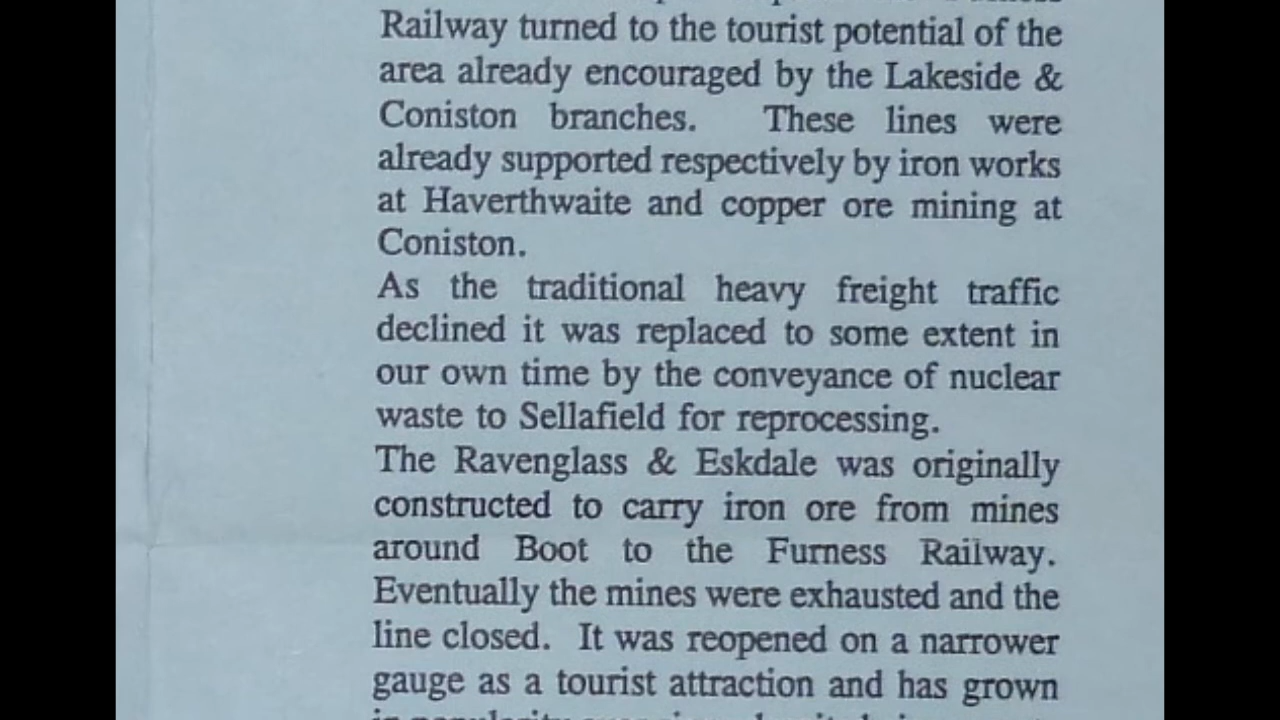 Railway turned to the tourist potential of the
area already encouraged by the Lakeside &
Coniston branches. These lines were
already supported respectively by iron works
at Haverthwaite and copper ore mining at
Coniston.
As the traditional heavy freight traffic
declined it was replaced to some extent in
our own time by the conveyance of nuclear
waste to Sellafield for reprocessing.
The Ravenglass & Eskdale was originally
constructed to carry iron ore from mines
around Boot to the Furness Railway.
Eventually the mines were exhausted and the
line closed. It was reopened on a narrower
gauge as a tourist attraction and has grown